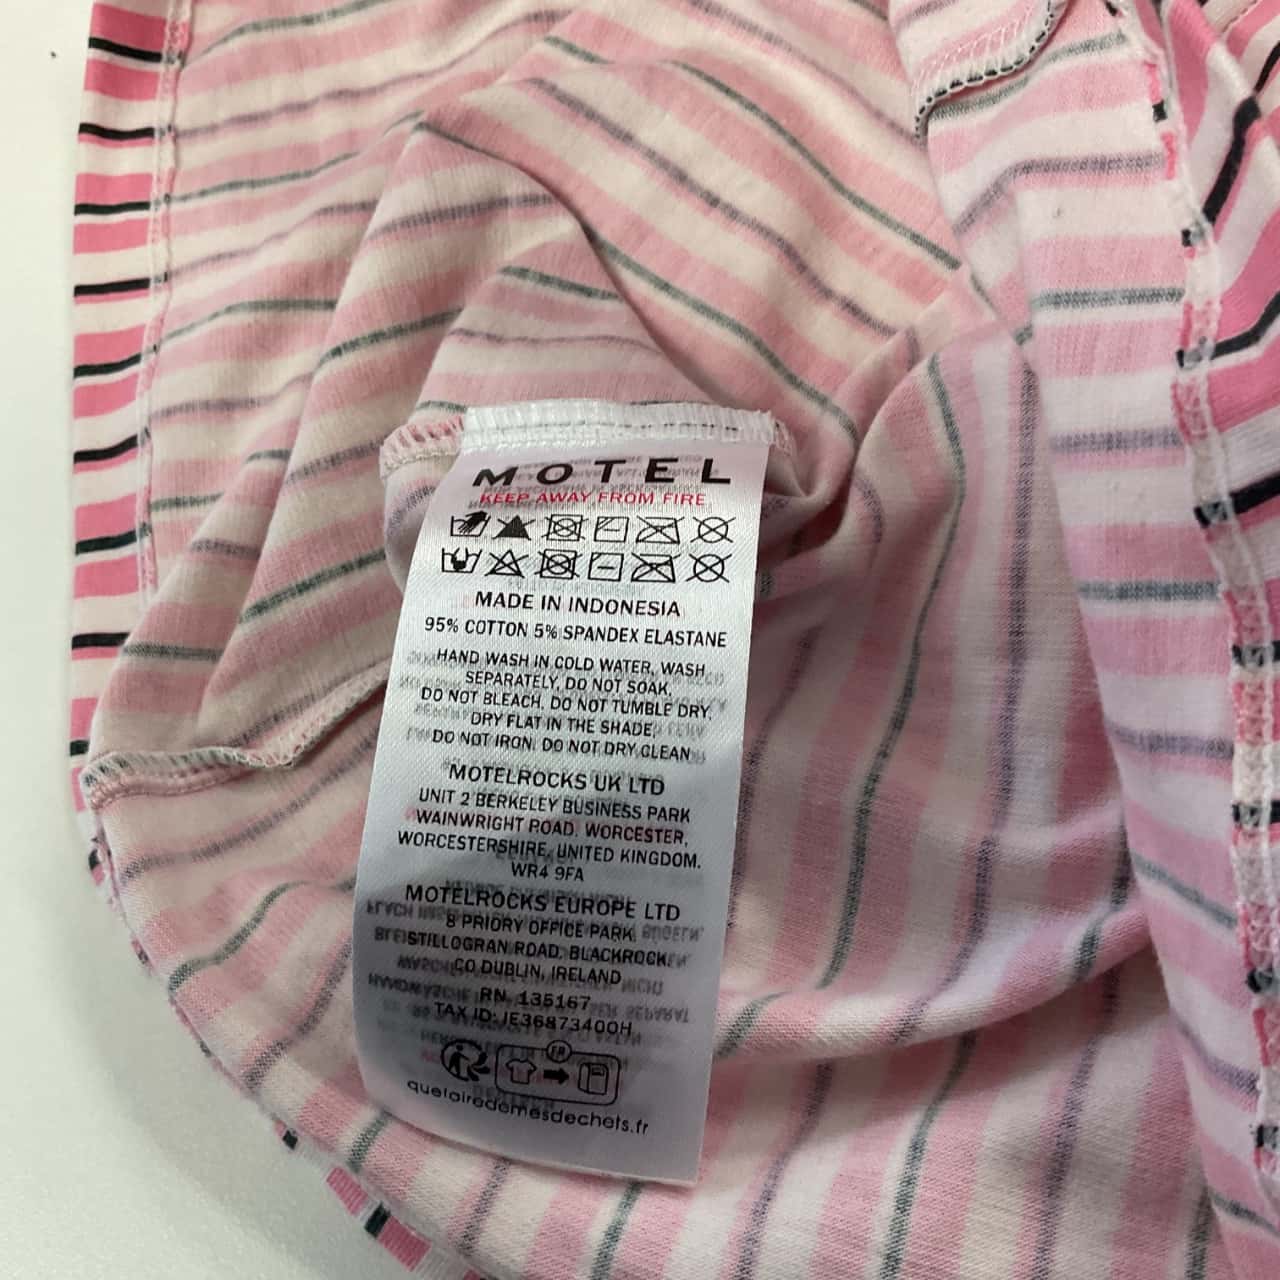 MOTEL
KEEP AWAY FROM FIRE
MADE IN INDONESIA
95% COTTON 5% SPANDEX ELASTANE
HAND WASH IN COLD WATER, WASH
SEPARATELY, DO NOT SOAK.
DO NOT BLEACH. DO NOT TUMBLE DRY.
DRY FLAT IN THE SHADE.
DO NOT IRON. DO NOT DRY CLEAN
MOTELROCKS UK LTD
UNIT 2 BERKELEY BUSINESS PARK
WAINWRIGHT ROAD. WORCESTER,
WORCESTERSHIRE, UNITED KINGDOM.
WR4 9FA
MOTELROCKS EUROPE LTD
8 PRIORY OFFICE PARK
STILLOGRAN ROAD, BLACKROCK
CO DUBLIN, IRELAND
RN. 135167
TAX ID: IE3687340OH
FR
quefairedemesdechets.fr